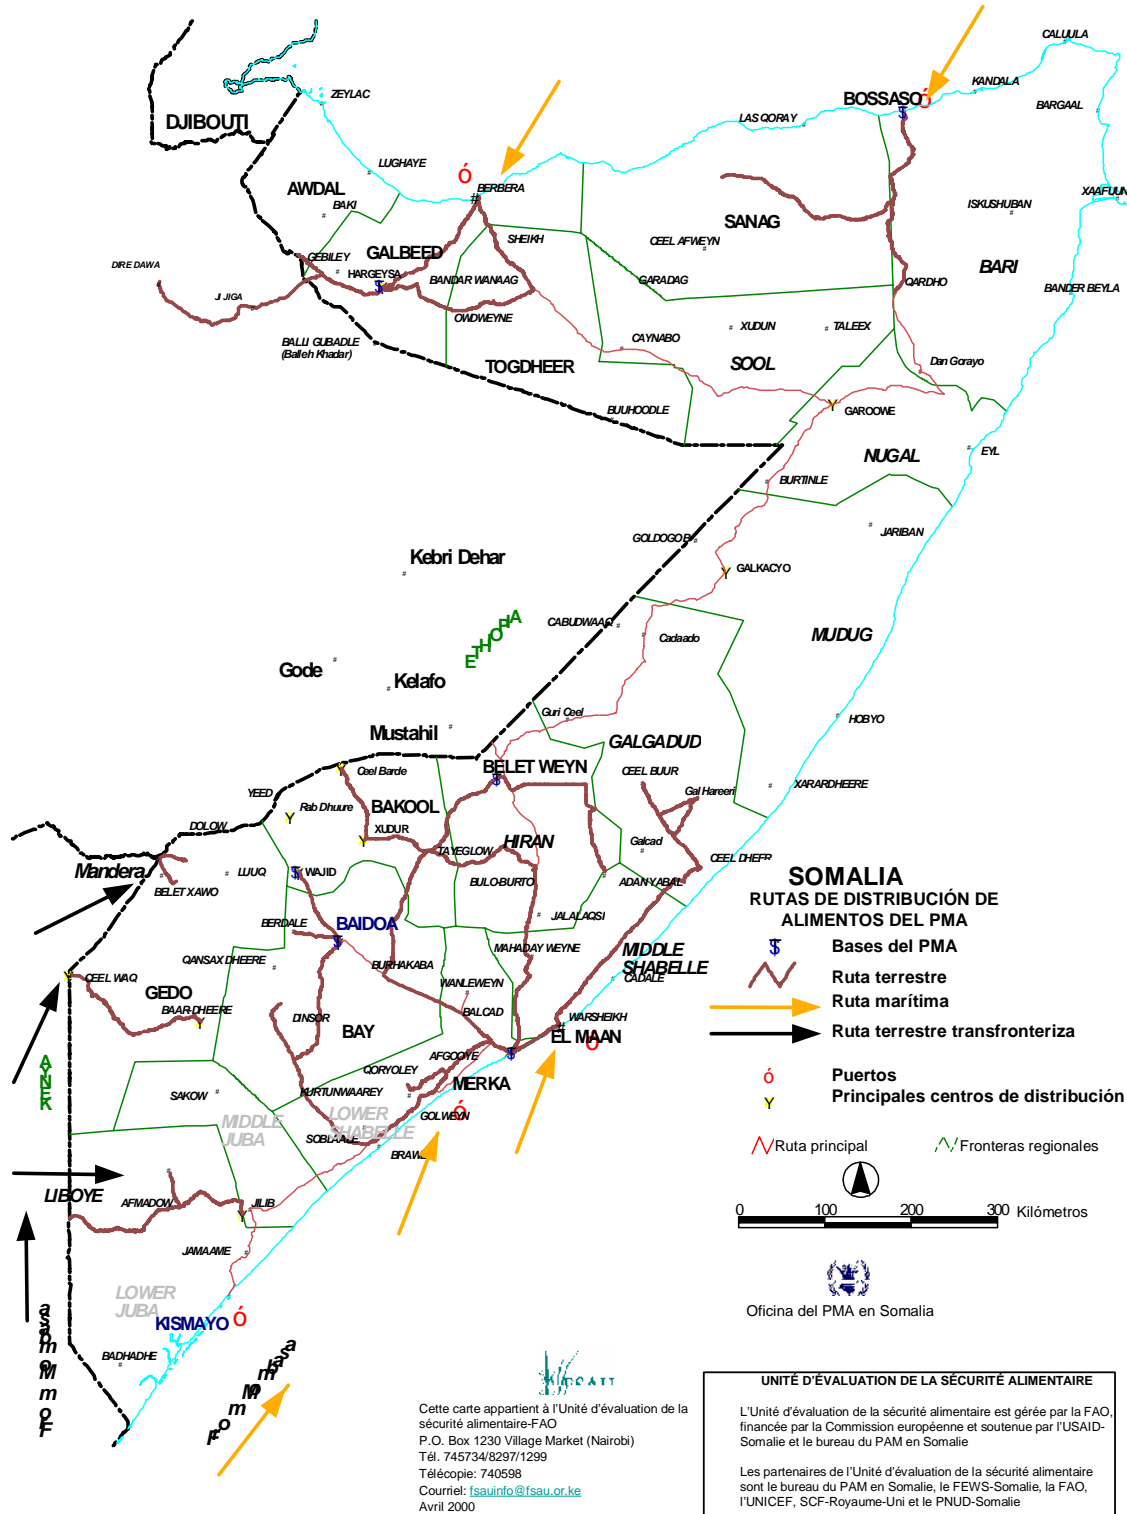 CALUULA
KANDALA
BOSSASO
BARGAAL
ZEYLAC
LAS QORAY
DJIBOUTI
LUGHAYE
BERBERA
AWDAL
BAKI
XAAFUUN
ISKUSHUBAN
SANAG
SHEIKH
CEEL AFWEYN
GALBEED
GEBILEY
BARI
DIRE DAWA
HARGEYSA
BANDAR WANAAG
GARADAG
QARDHO
BANDER BEYLA
JIJIGA
OWDWEYNE
XUDUN
TALEEX
BALLI GUBADLE
(Balleh Khadar)
CAYNABO
TOGDHEER
SOOL
Dan Gorayo
BUUHOODLE
GAROOWE
NUGAL
EYL
BURTINLE
JARIBAN
GOLDOGOB
Kebri Dehar
GALKACYO
CABUDWAAQ
ETHIOPIA
Cadaado
MUDUG
Gode
Kelafo
Guri Ceel
HOBYO
Mustahil
GALGADUD
BELET WEYN
Ceel Barde
CEEL BUUR
XARARDHEERE
YEED
Gal Hareeri
Rab Dhuure
BAKOOL
DOLOW
XUDUR
HIRAN
TAYEGLOW
Galcad
CEEL DHEER
Mandera
LUUQ
WAJID
BELET XAWO
BULO-BURTO
ADAN YABAL
SOMALIA
RUTAS DE DISTRIBUCIÓN DE
ALIMENTOS DEL PMA
BERDALE
BAIDOA
JALALAQSI
Bases del PMA
MAHADAY WEYNE
MIDDLE
SHABELLE
QANSAX DHEERE
BURHAKABA
CEEL WAQ
CADALE
Ruta terrestre
GEDO
WANLEWEYN
Ruta marítima
BAAR-DHEERE
DINSOR
BAY
BALCAD
WARSHEIKH
EL MAAN
Ruta terrestre transfronteriza
AFGOOYE
KENYA
QORYOLEY
MERKA
Puertos
SAKOW
KURTUNWAAREY
Principales centros de distribución
MIDDLE
JUBA
LOWER
SHABELLE
GOLWEYN
SOBLAALE
BRAWE
Ruta principal
Fronteras regionales
LIBOYE
AFMADOW
JILIB
0 100 200 300 Kilómetros
JAMAAME
LOWER
JUBA
KISMAYO
Oficina del PMA en Somalia
From Mombasa
BADHADHE
From Mombasa
Cette carte appartient à l'Unité d'évaluation de la
sécurité alimentaire-FAO
P.O. Box 1230 Village Market (Nairobi)
Tél. 745734/8297/1299
Télécopie: 740598
Courriel: fsauinfo@fsau.or.ke
Avril 2000
UNITÉ D'ÉVALUATION DE LA SÉCURITÉ ALIMENTAIRE
L'Unité d'évaluation de la sécurité alimentaire est gérée par la FAO,
financée par la Commission européenne et soutenue par l'USAID-
Somalie et le bureau du PAM en Somalie
Les partenaires de l'Unité d'évaluation de la sécurité alimentaire
sont le bureau du PAM en Somalie, le FEWS-Somalie, la FAO,
l'UNICEF, SCF-Royaume-Uni et le PNUD-Somalie